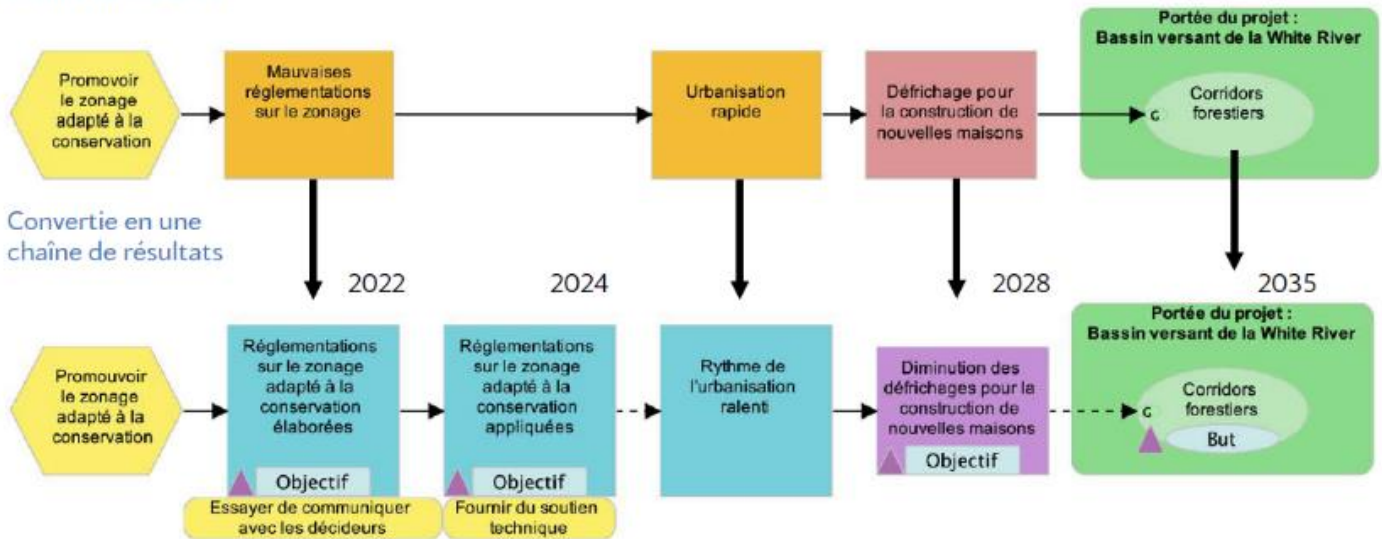 Portée du projet :
Bassin versant de la White River
Promovoir
le zonage
adapté à la
conservation
Mauvaises
réglementations
sur le zonage
Urbanisation
rapide
Défrichage pour
la construction de
nouvelles maisons
G
Corridors
forestiers
Convertie en une
chaîne de résultats
2022
2024
2028
2035
Portée du projet :
Bassin versant de la White River
Promouvoir
le zonage
adapté à la
conservation
Réglementations
sur le zonage
adapté à la
conservation
élaborées
Objectif
Essayer de communiquer
avec les décideurs
Réglementations
sur le zonage
adapté à la
conservation
appliquées
Objectif
Fournir du soutien
technique
Rythme de
l'urbanisation
ralenti
Diminution des
défrichages pour la
construction de
nouvelles maisons
Objectif
G
Corridors
forestiers
But